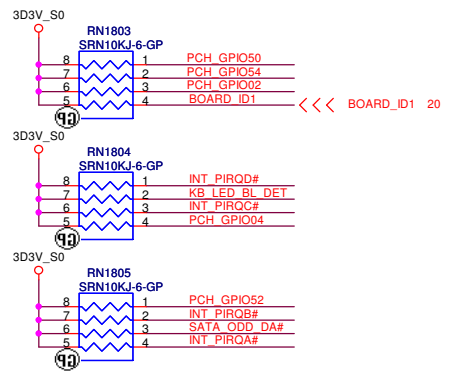 3D3V_S0
RN1803
SRN10KJ-6-GP
8 1 PCH_GPIO50
7 2 PCH_GPIO54
6 3 PCH_GPIO02
5 4 BOARD_ID1 BOARD_ID1 20
GP
3D3V_S0
RN1804
SRN10KJ-6-GP
8 1 INT_PIRQD#
7 2 KB_LED_BL_DET
6 3 INT_PIRQC#
5 4 PCH_GPIO04
GP
3D3V_S0
RN1805
SRN10KJ-6-GP
8 1 PCH_GPIO52
7 2 INT_PIRQB#
6 3 SATA_ODD_DA#
5 4 INT_PIRQA#
GP